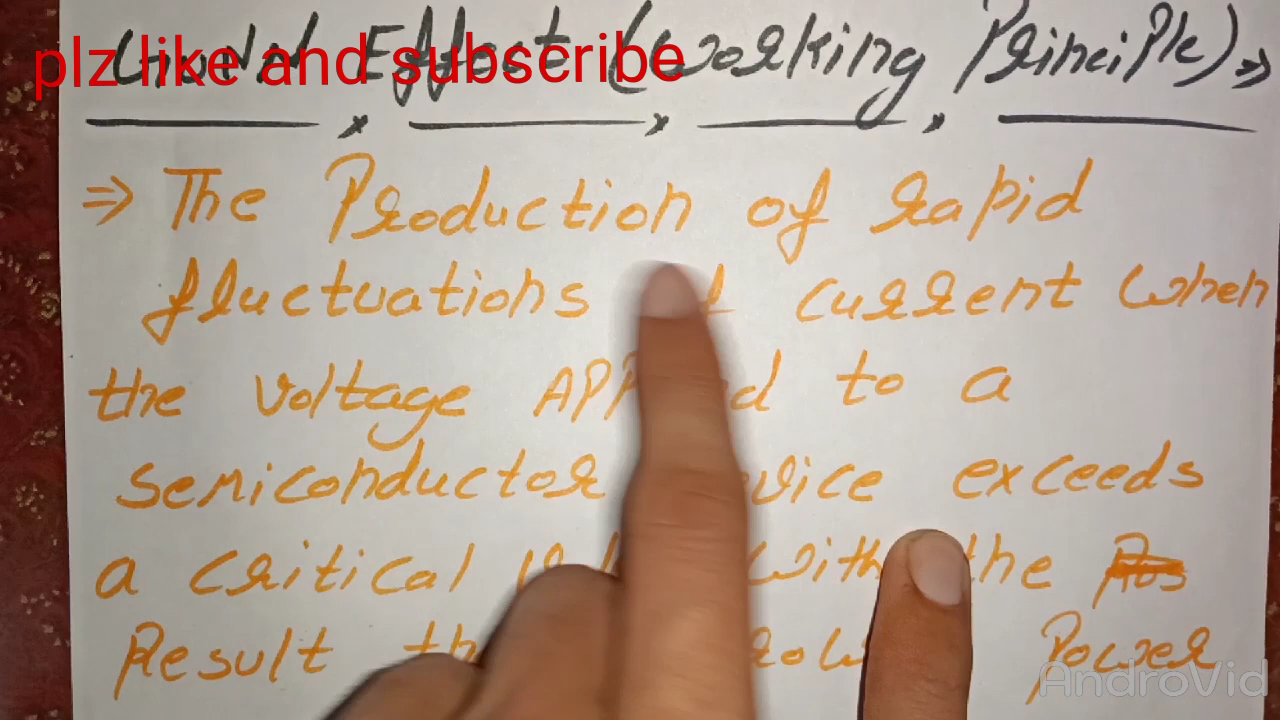 plz like and subscribe
Effect (Working Principle) ⇒
⇒ The Production of rapid
fluctuations current when
the voltage to a
semiconductor exceeds
a critical with the
Result Power
AndroVid